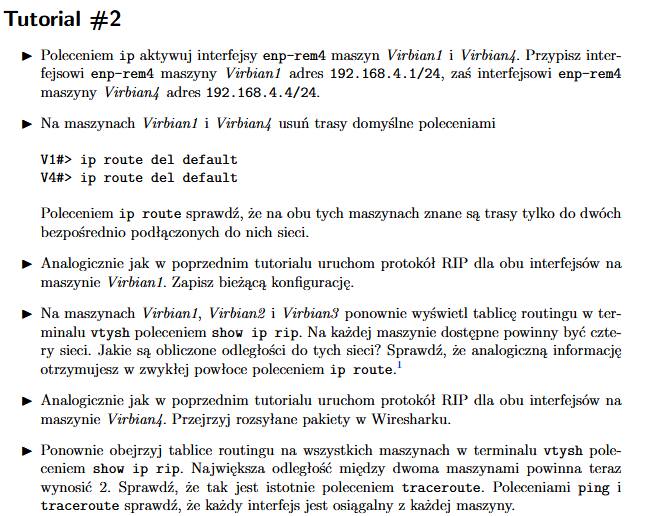 Tutorial #2
► Poleceniem ip aktywuj interfejsy enp-rem4 maszyn Virbian1 i Virbian4. Przypisz inter-
fejsowi enp-rem4 maszyny Virbian1 adres 192.168.4.1/24, zaś interfejsowi enp-rem4
maszyny Virbian4 adres 192.168.4.4/24.
► Na maszynach Virbian1 i Virbian4 usuń trasy domyślne poleceniami
V1#> ip route del default
V4#> ip route del default
Poleceniem ip route sprawdź, że na obu tych maszynach znane są trasy tylko do dwóch
bezpośrednio podłączonych do nich sieci.
► Analogicznie jak w poprzednim tutorialu uruchom protokół RIP dla obu interfejsów na
maszynie Virbian1. Zapisz bieżącą konfigurację.
► Na maszynach Virbian1, Virbian2 i Virbian3 ponownie wyświetl tablicę routingu w ter-
minalu vtysh poleceniem show ip rip. Na każdej maszynie dostępne powinny być czte-
ry sieci. Jakie są obliczone odległości do tych sieci? Sprawdź, że analogiczną informację
otrzymujesz w zwykłej powłoce poleceniem ip route.¹
► Analogicznie jak w poprzednim tutorialu uruchom protokół RIP dla obu interfejsów na
maszynie Virbian4. Przejrzyj rozsyłane pakiety w Wiresharku.
► Ponownie obejrzyj tablice routingu na wszystkich maszynach w terminalu vtysh pole-
ceniem show ip rip. Największa odległość między dwoma maszynami powinna teraz
wynosić 2. Sprawdź, że tak jest istotnie poleceniem traceroute. Poleceniami ping i
traceroute sprawdź, że każdy interfejs jest osiągalny z każdej maszyny.